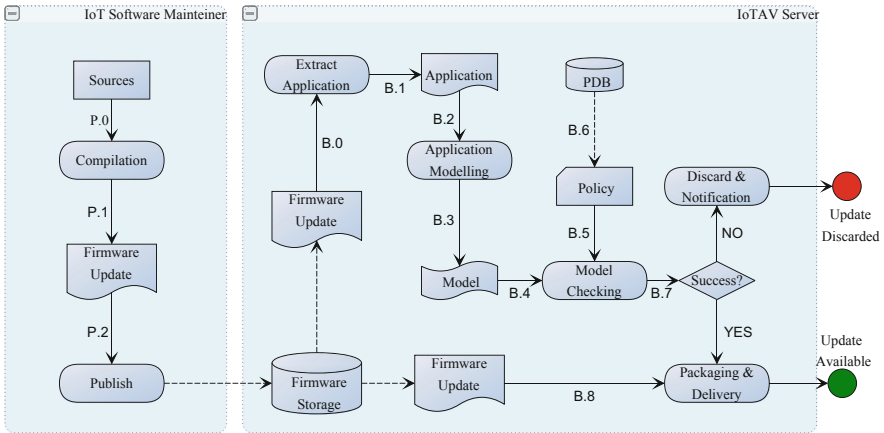 IoT Software Mainteiner
Sources
P.0
Compilation
P.1
Firmware
Update
P.2
Publish
IoTAV Server
Extract
Application
B.1
Application
B.0
B.2
Application
Modelling
Firmware
Update
B.3
Model
B.4
PDB
B.6
Policy
B.5
Model
Checking
B.7
Success?
NO
Discard &
Notification
Update
Discarded
YES
Firmware
Storage
Firmware
Update
B.8
Packaging &
Delivery
Update
Available